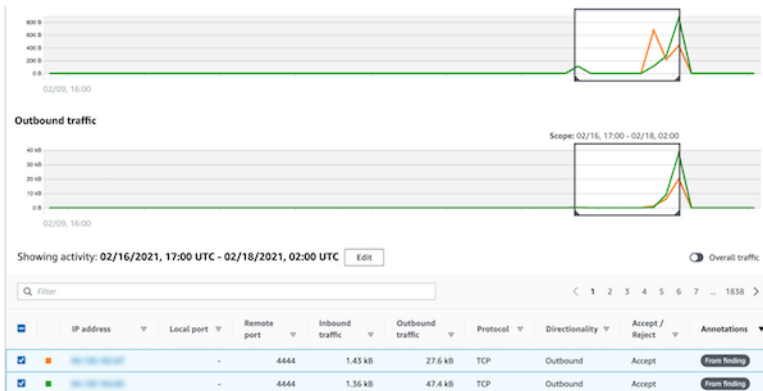 800 B
600 B
400 B
200 B
0 B
02/09, 16:00
Outbound traffic
Scope: 02/16, 17:00 - 02/18, 02:00
40 kB
30 kB
20 kB
10 kB
0 B
02/09, 16:00
Showing activity: 02/16/2021, 17:00 UTC - 02/18/2021, 02:00 UTC Edit Overall traffic
Filter < 1 2 3 4 5 6 7 ... 1838 >
IP address Local port Remote port Inbound traffic Outbound traffic Protocol Directionality Accept / Reject Annotations
- 4444 1.43 kB 27.6 kB TCP Outbound Accept From finding
- 4444 1.36 kB 47.4 kB TCP Outbound Accept From finding